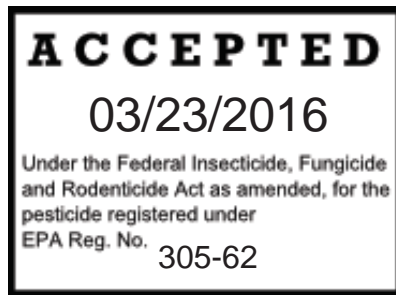 ACCEPTED
03/23/2016
Under the Federal Insecticide, Fungicide
and Rodenticide Act as amended, for the
pesticide registered under
EPA Reg. No. 305-62